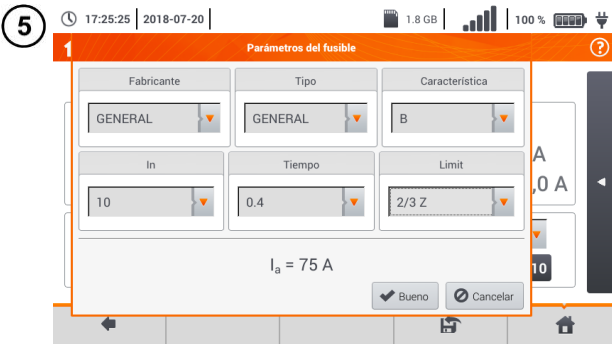 5
17:25:25 2018-07-20 1.8 GB 100 %
1 Parámetros del fusible ?
Fabricante Tipo Característica
GENERAL GENERAL B
In Tiempo Limit
10 0.4 2/3 Z
A
,0 A
10
Ia = 75 A
Bueno Cancelar